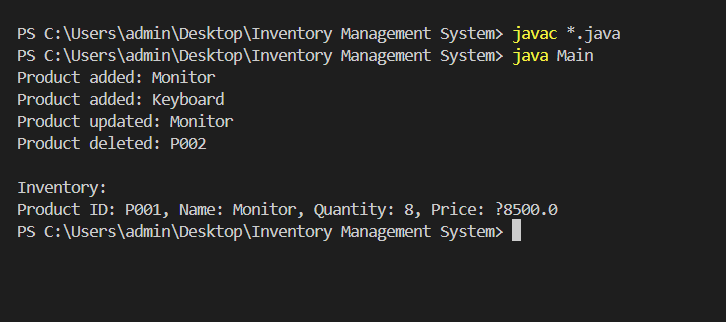 PS C:\Users\admin\Desktop\Inventory Management System> javac *.java
PS C:\Users\admin\Desktop\Inventory Management System> java Main
Product added: Monitor
Product added: Keyboard
Product updated: Monitor
Product deleted: P002
Inventory:
Product ID: P001, Name: Monitor, Quantity: 8, Price: ?8500.0
PS C:\Users\admin\Desktop\Inventory Management System>